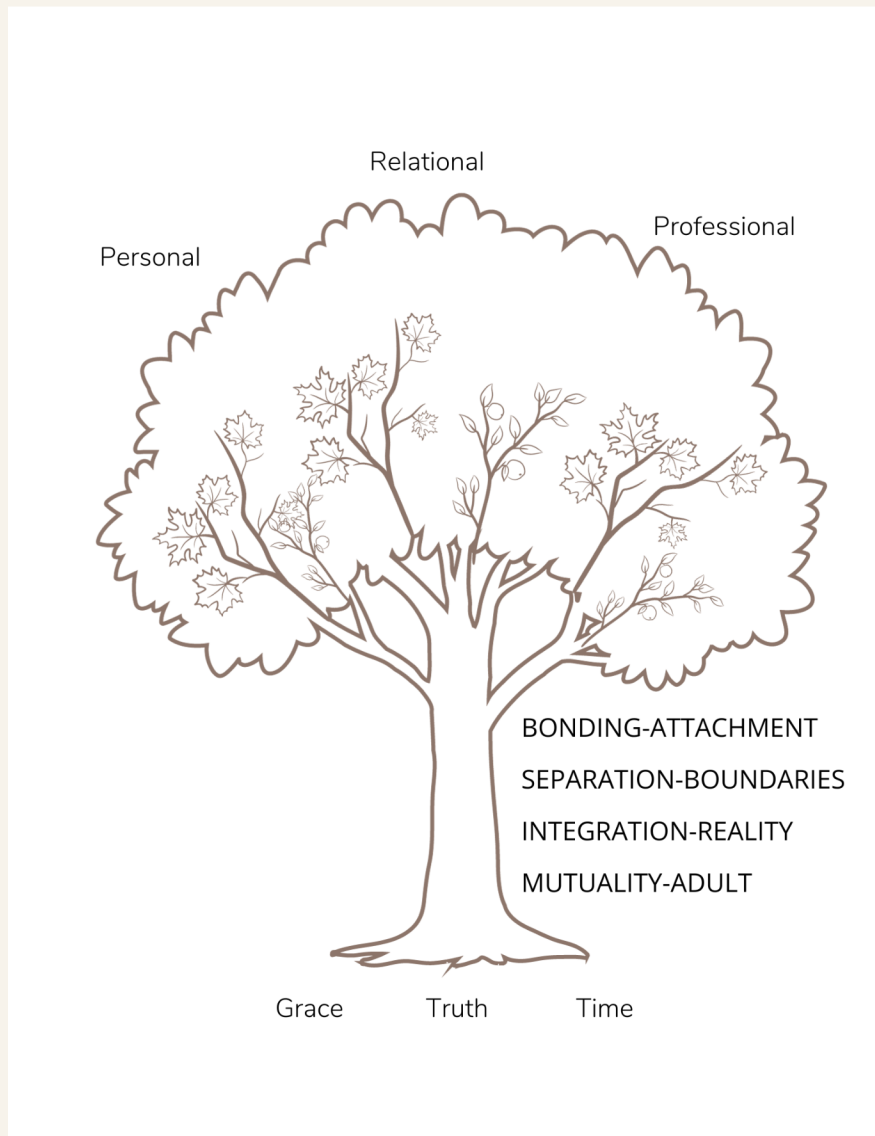 Relational
Professional
Personal
BONDING-ATTACHMENT
SEPARATION-BOUNDARIES
INTEGRATION-REALITY
MUTUALITY-ADULT
Grace Truth Time